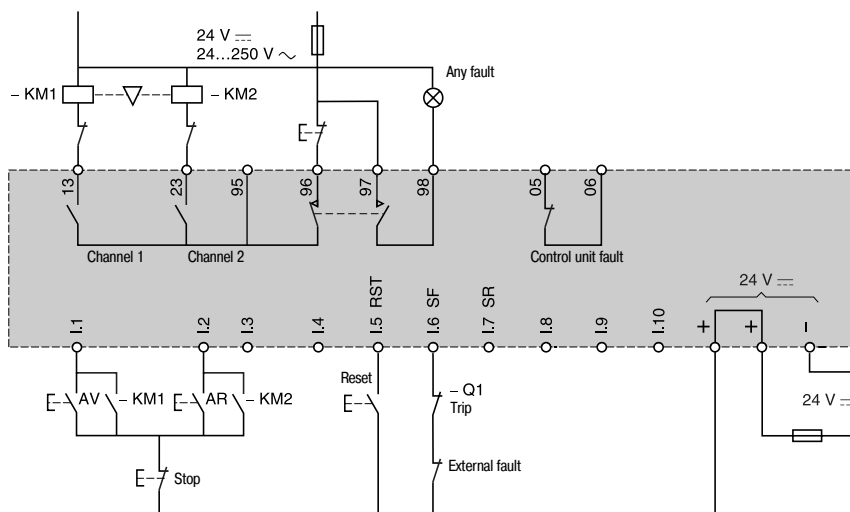 24 V ⎓
24...250 V ∼
Any fault
– KM1
– KM2
13
23
95
96
97
98
05
06
Channel 1
Channel 2
Control unit fault
24 V ⎓
I.1
I.2
I.3
I.4
I.5 RST
I.6 SF
I.7 SR
I.8
I.9
I.10
+
+
–
AV
– KM1
AR
– KM2
Reset
– Q1
Trip
24 V ⎓
Stop
External fault